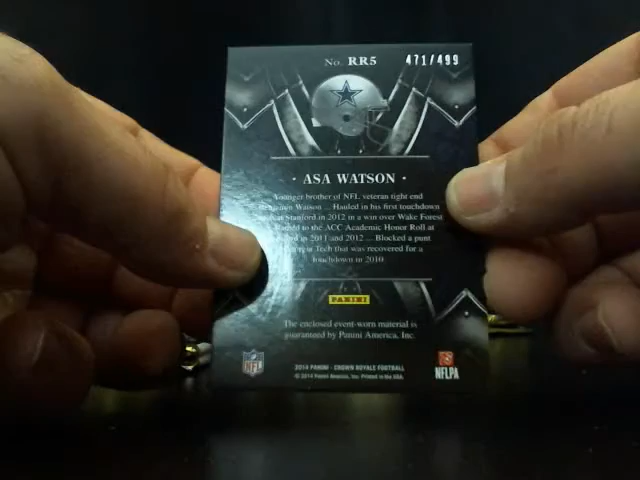 No. RR5 471/499
• ASA WATSON •
Younger brother of NFL veteran tight end
Watson ... Hauled in his first touchdown
Stanford in 2012 in a win over Wake Forest
to the ACC Academic Honor Roll at
in 2011 and 2012 ... Blocked a punt
Tech that was recovered for a
touchdown in 2010.
PANINI
The enclosed event-worn material is
guaranteed by Panini America, Inc.
NFL
2014 PANINI - CROWN ROYALE FOOTBALL
© 2014 Panini America, Inc. Printed in the USA.
NFLPA